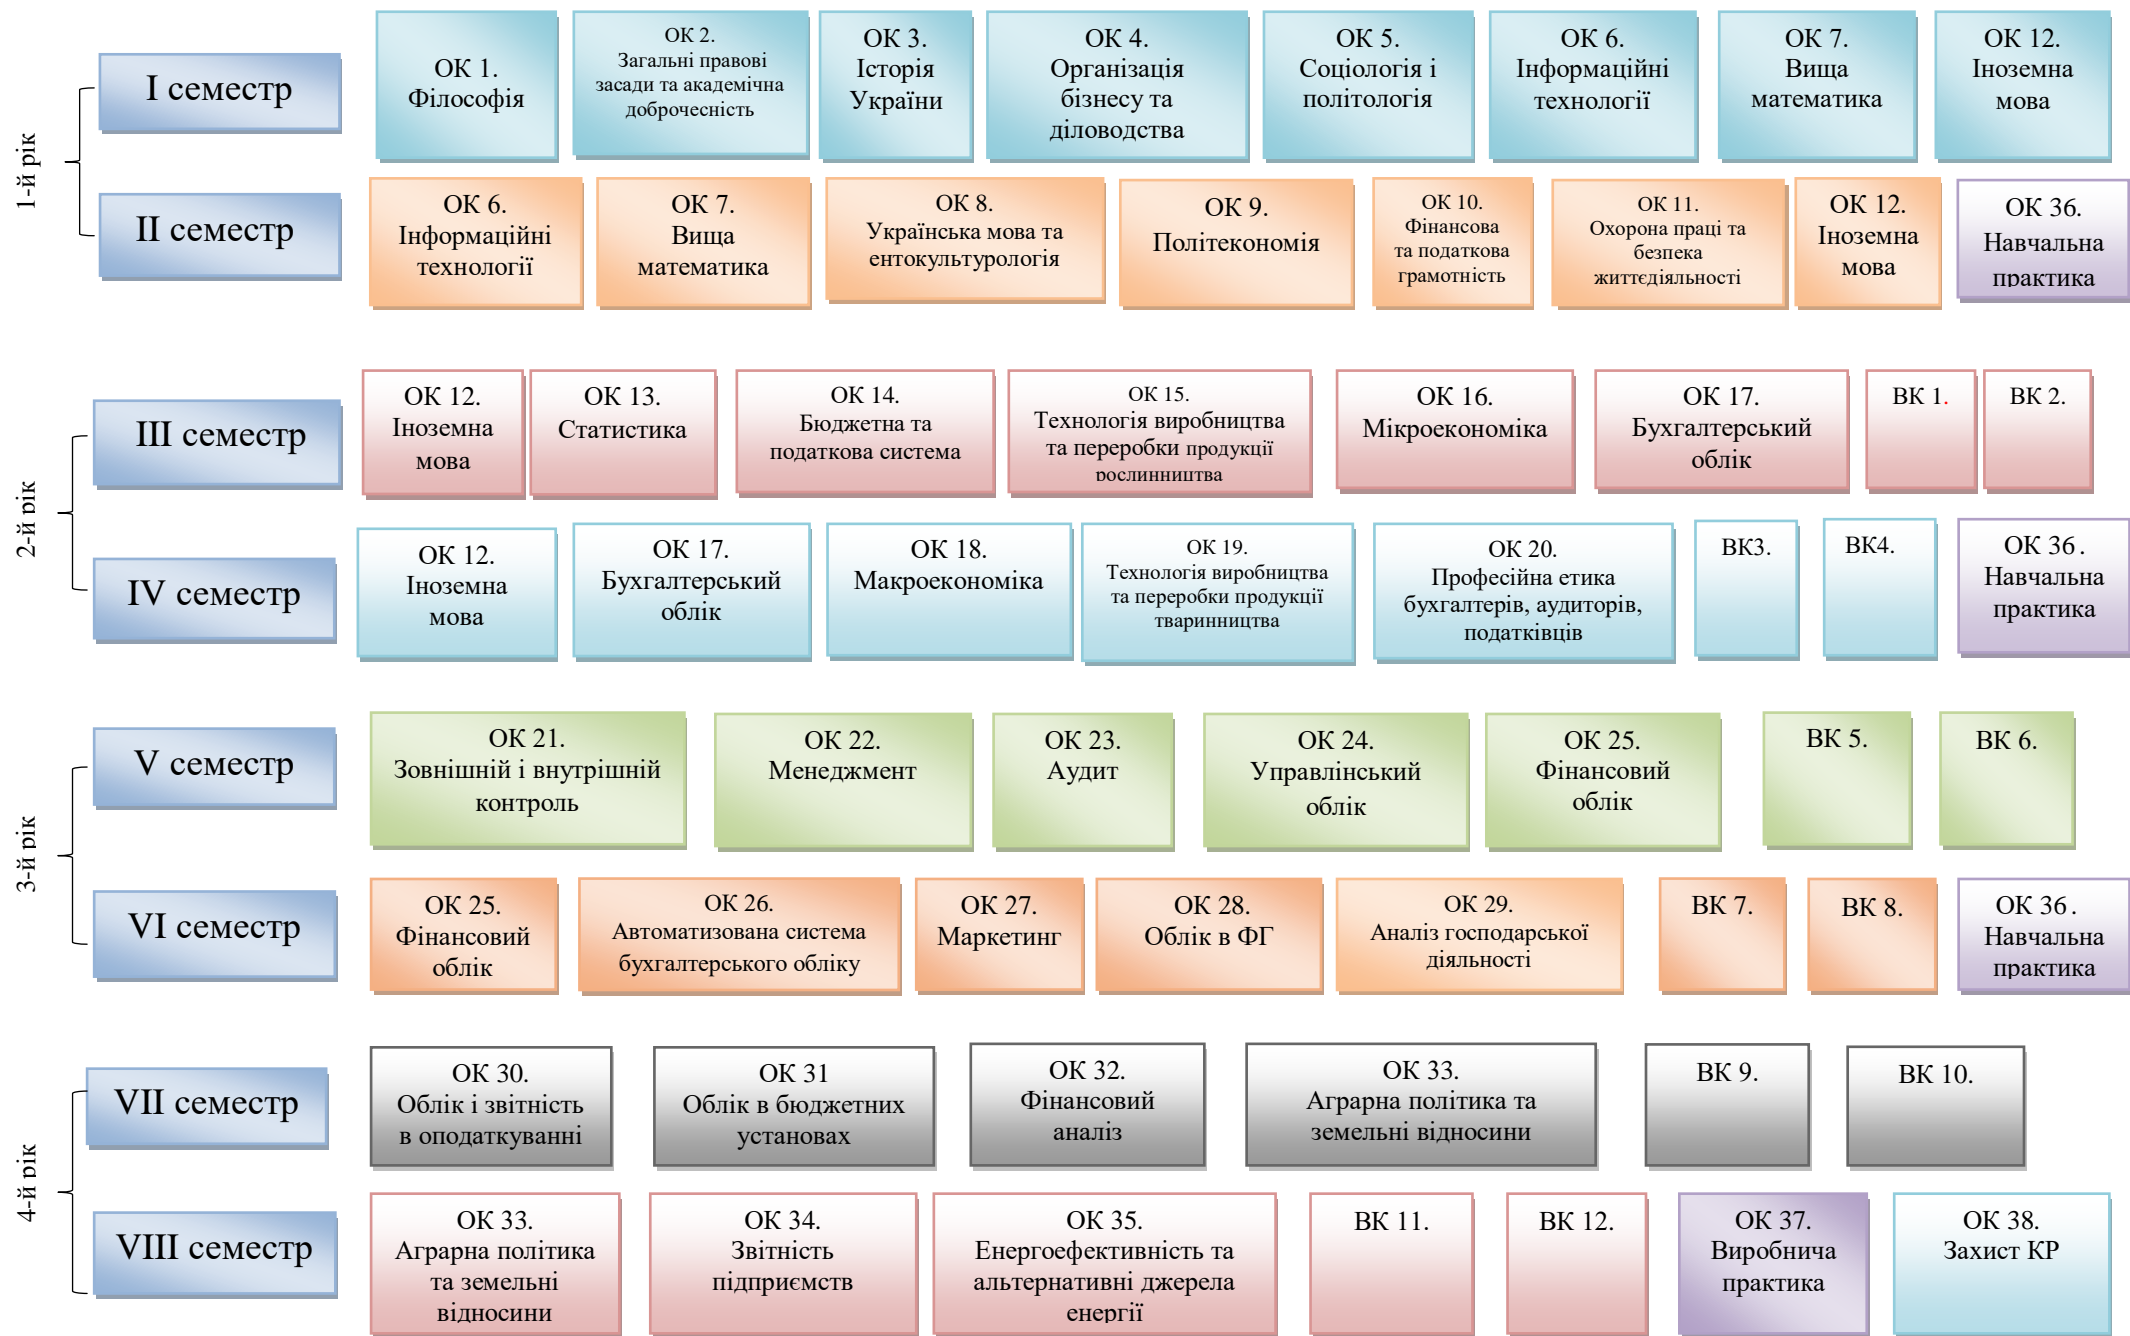 1-й рік
I семестр
ОК 1.
Філософія
ОК 2.
Загальні правові
засади та академічна
доброчесність
ОК 3.
Історія
України
ОК 4.
Організація
бізнесу та
діловодства
ОК 5.
Соціологія і
політологія
ОК 6.
Інформаційні
технології
ОК 7.
Вища
математика
ОК 12.
Іноземна
мова
II семестр
ОК 6.
Інформаційні
технології
ОК 7.
Вища
математика
ОК 8.
Українська мова та
ентокультурологія
ОК 9.
Політекономія
ОК 10.
Фінансова
та податкова
грамотність
ОК 11.
Охорона праці та
безпека
життєдіяльності
ОК 12.
Іноземна
мова
ОК 36.
Навчальна
практика
2-й рік
III семестр
ОК 12.
Іноземна
мова
ОК 13.
Статистика
ОК 14.
Бюджетна та
податкова система
ОК 15.
Технологія виробництва
та переробки продукції
рослинництва
ОК 16.
Мікроекономіка
ОК 17.
Бухгалтерський
облік
ВК 1.
ВК 2.
IV семестр
ОК 12.
Іноземна
мова
ОК 17.
Бухгалтерський
облік
ОК 18.
Макроекономіка
ОК 19.
Технологія виробництва
та переробки продукції
тваринництва
ОК 20.
Професійна етика
бухгалтерів, аудиторів,
податківців
ВК3.
ВК4.
ОК 36.
Навчальна
практика
3-й рік
V семестр
ОК 21.
Зовнішній і внутрішній
контроль
ОК 22.
Менеджмент
ОК 23.
Аудит
ОК 24.
Управлінський
облік
ОК 25.
Фінансовий
облік
ВК 5.
ВК 6.
VI семестр
ОК 25.
Фінансовий
облік
ОК 26.
Автоматизована система
бухгалтерського обліку
ОК 27.
Маркетинг
ОК 28.
Облік в ФГ
ОК 29.
Аналіз господарської
діяльності
ВК 7.
ВК 8.
ОК 36.
Навчальна
практика
4-й рік
VII семестр
ОК 30.
Облік і звітність
в оподаткуванні
ОК 31
Облік в бюджетних
установах
ОК 32.
Фінансовий
аналіз
ОК 33.
Аграрна політика та
земельні відносини
ВК 9.
ВК 10.
VIII семестр
ОК 33.
Аграрна політика
та земельні
відносини
ОК 34.
Звітність
підприємств
ОК 35.
Енергоефективність та
альтернативні джерела
енергії
ВК 11.
ВК 12.
ОК 37.
Виробнича
практика
ОК 38.
Захист КР